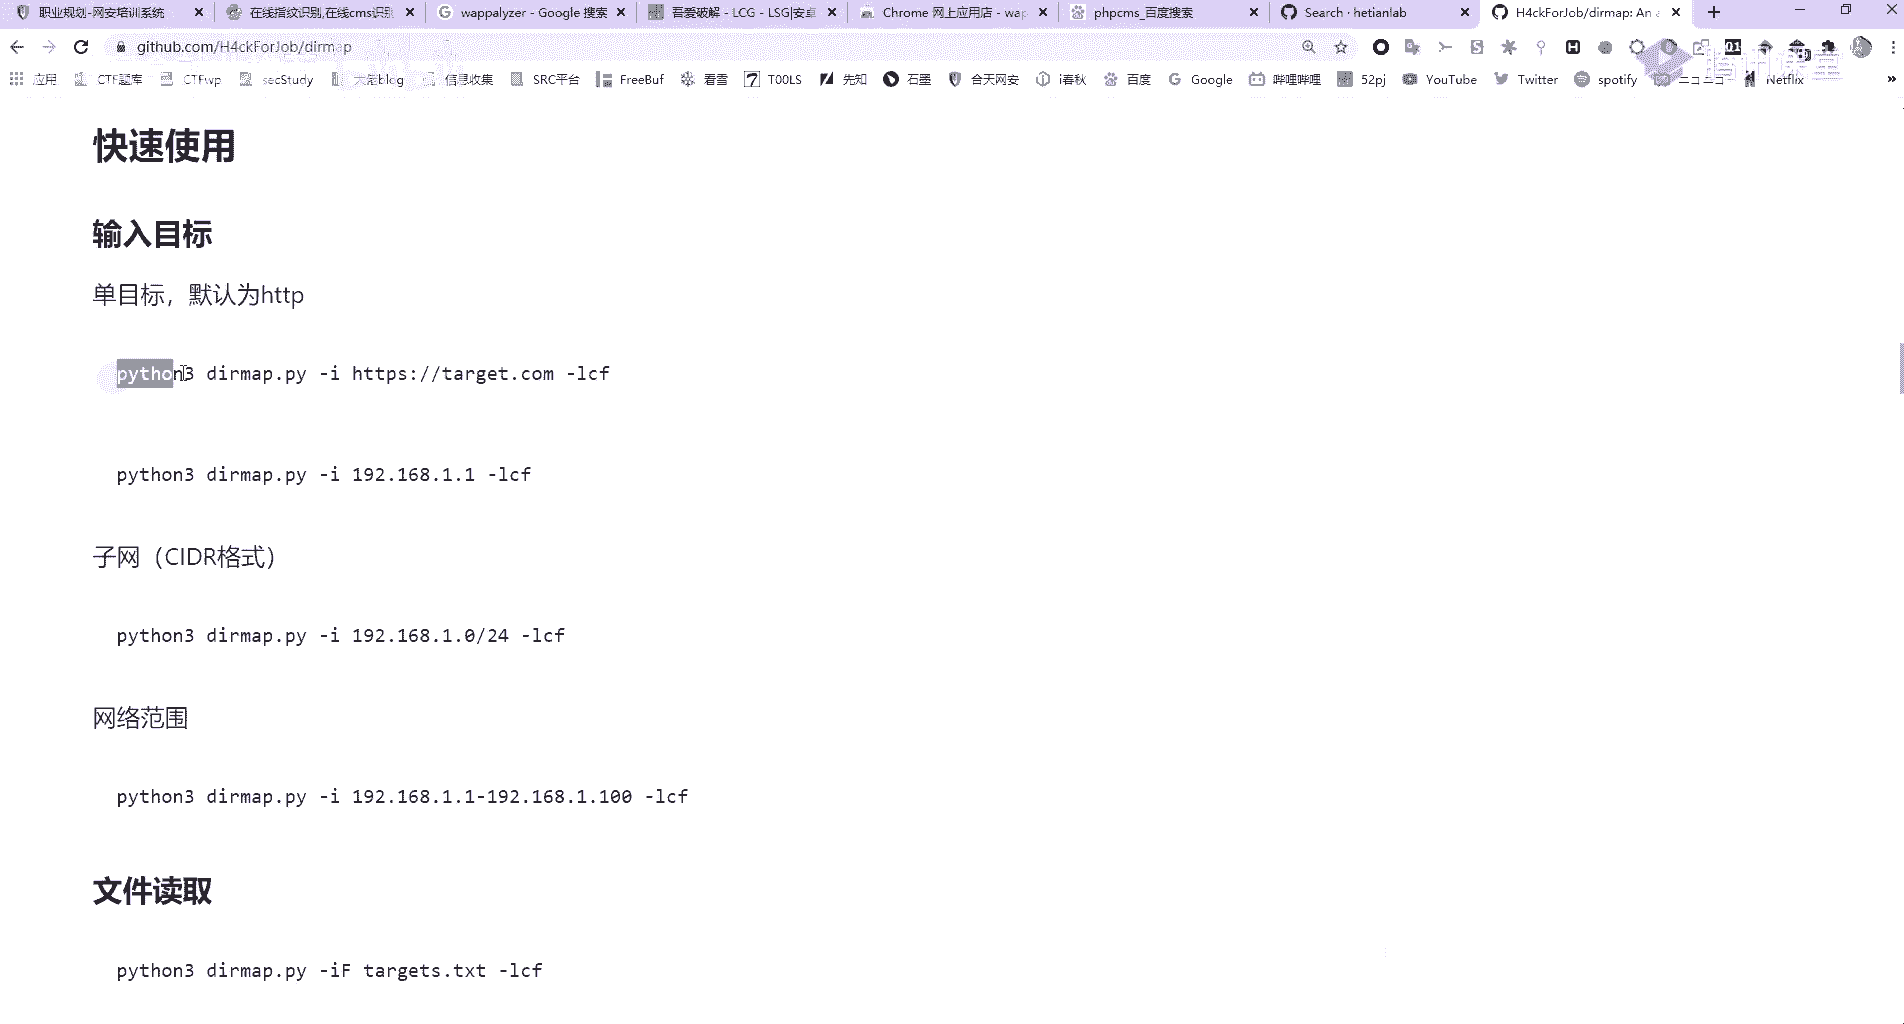 职业规划-网安培训系统
在线指纹识别,在线cms识别
wappalyzer - Google 搜索
吾爱破解 - LCG - LSG|安卓
Chrome 网上应用店 - wap
phpcms_百度搜索
Search · hetianlab
H4ckForJob/dirmap: An a
github.com/H4ckForJob/dirmap
应用 CTF题库 CTFwp secStudy 大佬blog 信息收集 SRC平台 FreeBuf 看雪 T00LS 先知 石墨 合天网安 i春秋 百度 Google 哔哩哔哩 52pj YouTube Twitter spotify ニコニコ Netflix »
快速使用
输入目标
单目标，默认为http
python3 dirmap.py -i https://target.com -lcf
python3 dirmap.py -i 192.168.1.1 -lcf
子网（CIDR格式）
python3 dirmap.py -i 192.168.1.0/24 -lcf
网络范围
python3 dirmap.py -i 192.168.1.1-192.168.1.100 -lcf
文件读取
python3 dirmap.py -iF targets.txt -lcf